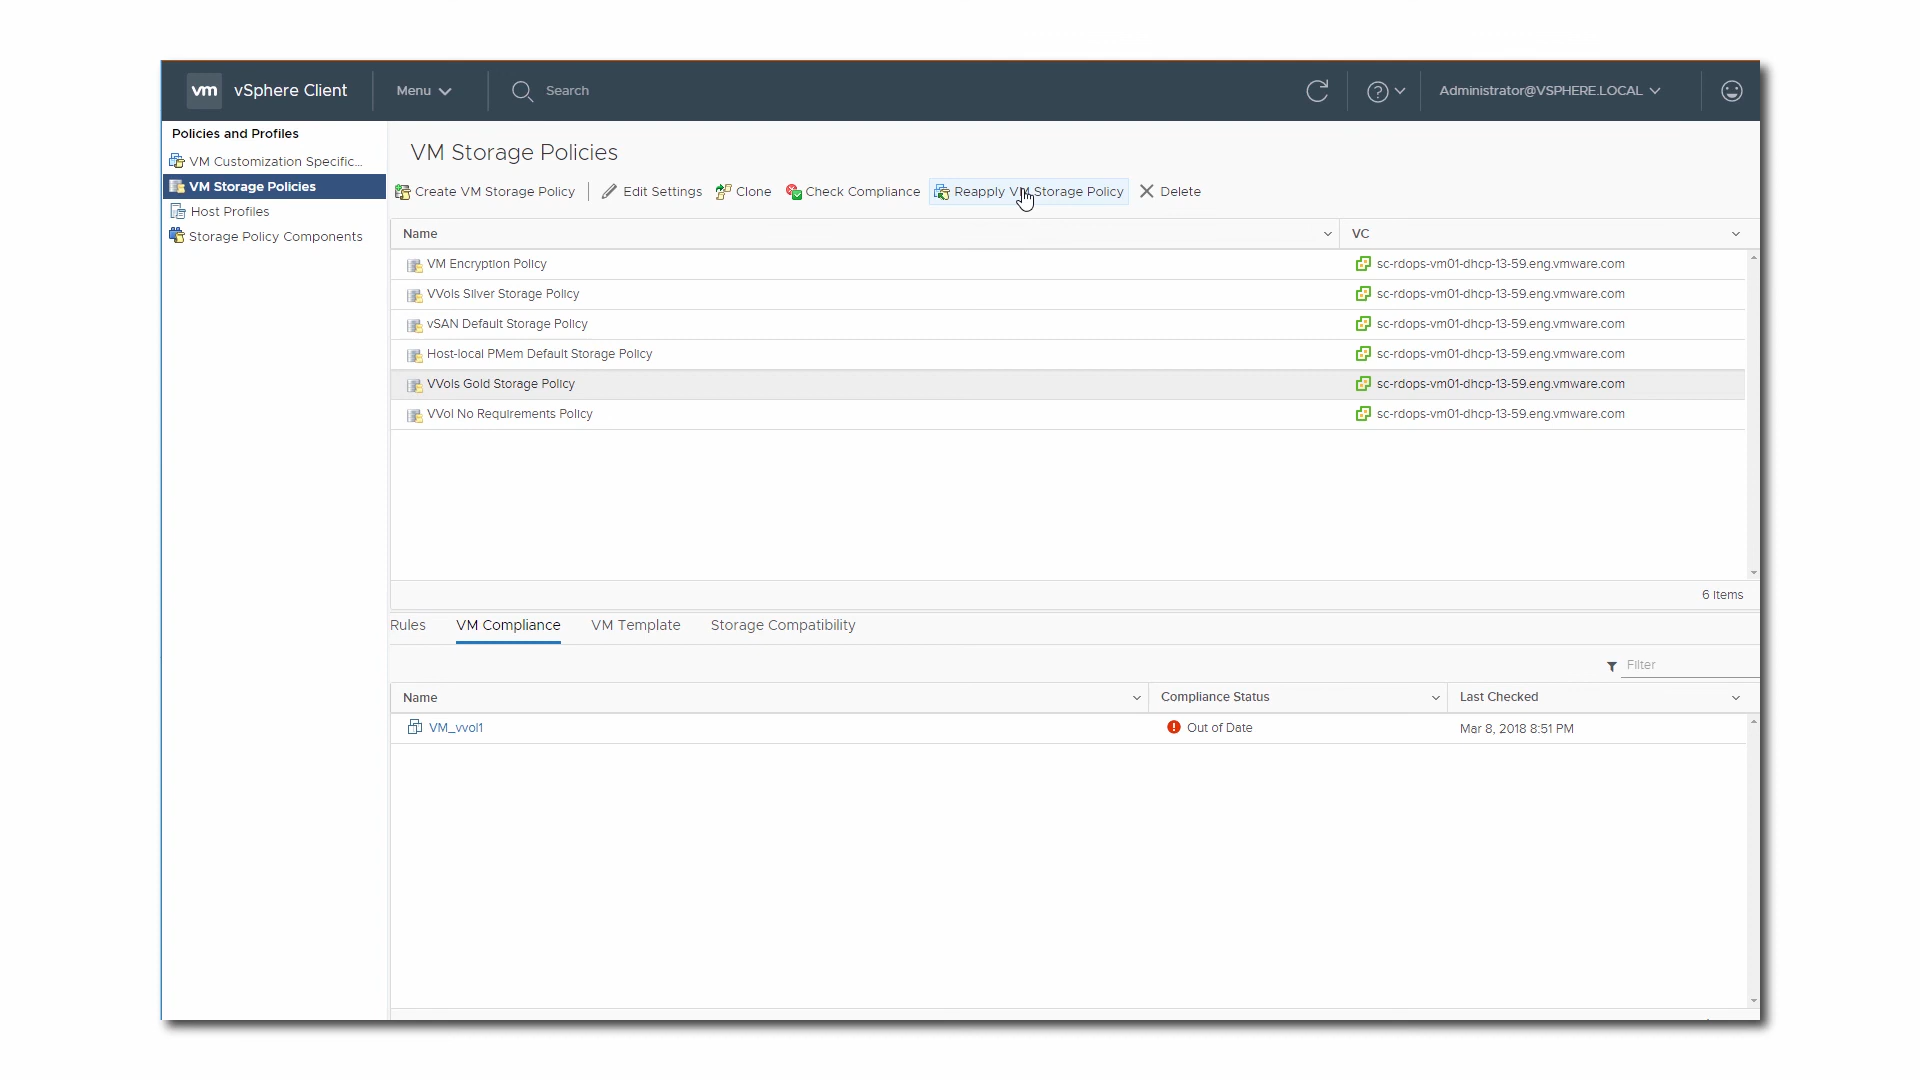 vm vSphere Client Menu Search Administrator@VSPHERE.LOCAL
Policies and Profiles
VM Customization Specific...
VM Storage Policies
Host Profiles
Storage Policy Components
VM Storage Policies
Create VM Storage Policy Edit Settings Clone Check Compliance Reapply VM Storage Policy Delete
Name VC
VM Encryption Policy sc-rdops-vm01-dhcp-13-59.eng.vmware.com
VVols Silver Storage Policy sc-rdops-vm01-dhcp-13-59.eng.vmware.com
vSAN Default Storage Policy sc-rdops-vm01-dhcp-13-59.eng.vmware.com
Host-local PMem Default Storage Policy sc-rdops-vm01-dhcp-13-59.eng.vmware.com
VVols Gold Storage Policy sc-rdops-vm01-dhcp-13-59.eng.vmware.com
VVol No Requirements Policy sc-rdops-vm01-dhcp-13-59.eng.vmware.com
6 items
Rules VM Compliance VM Template Storage Compatibility
Filter
Name Compliance Status Last Checked
VM_vvol1 Out of Date Mar 8, 2018 8:51 PM